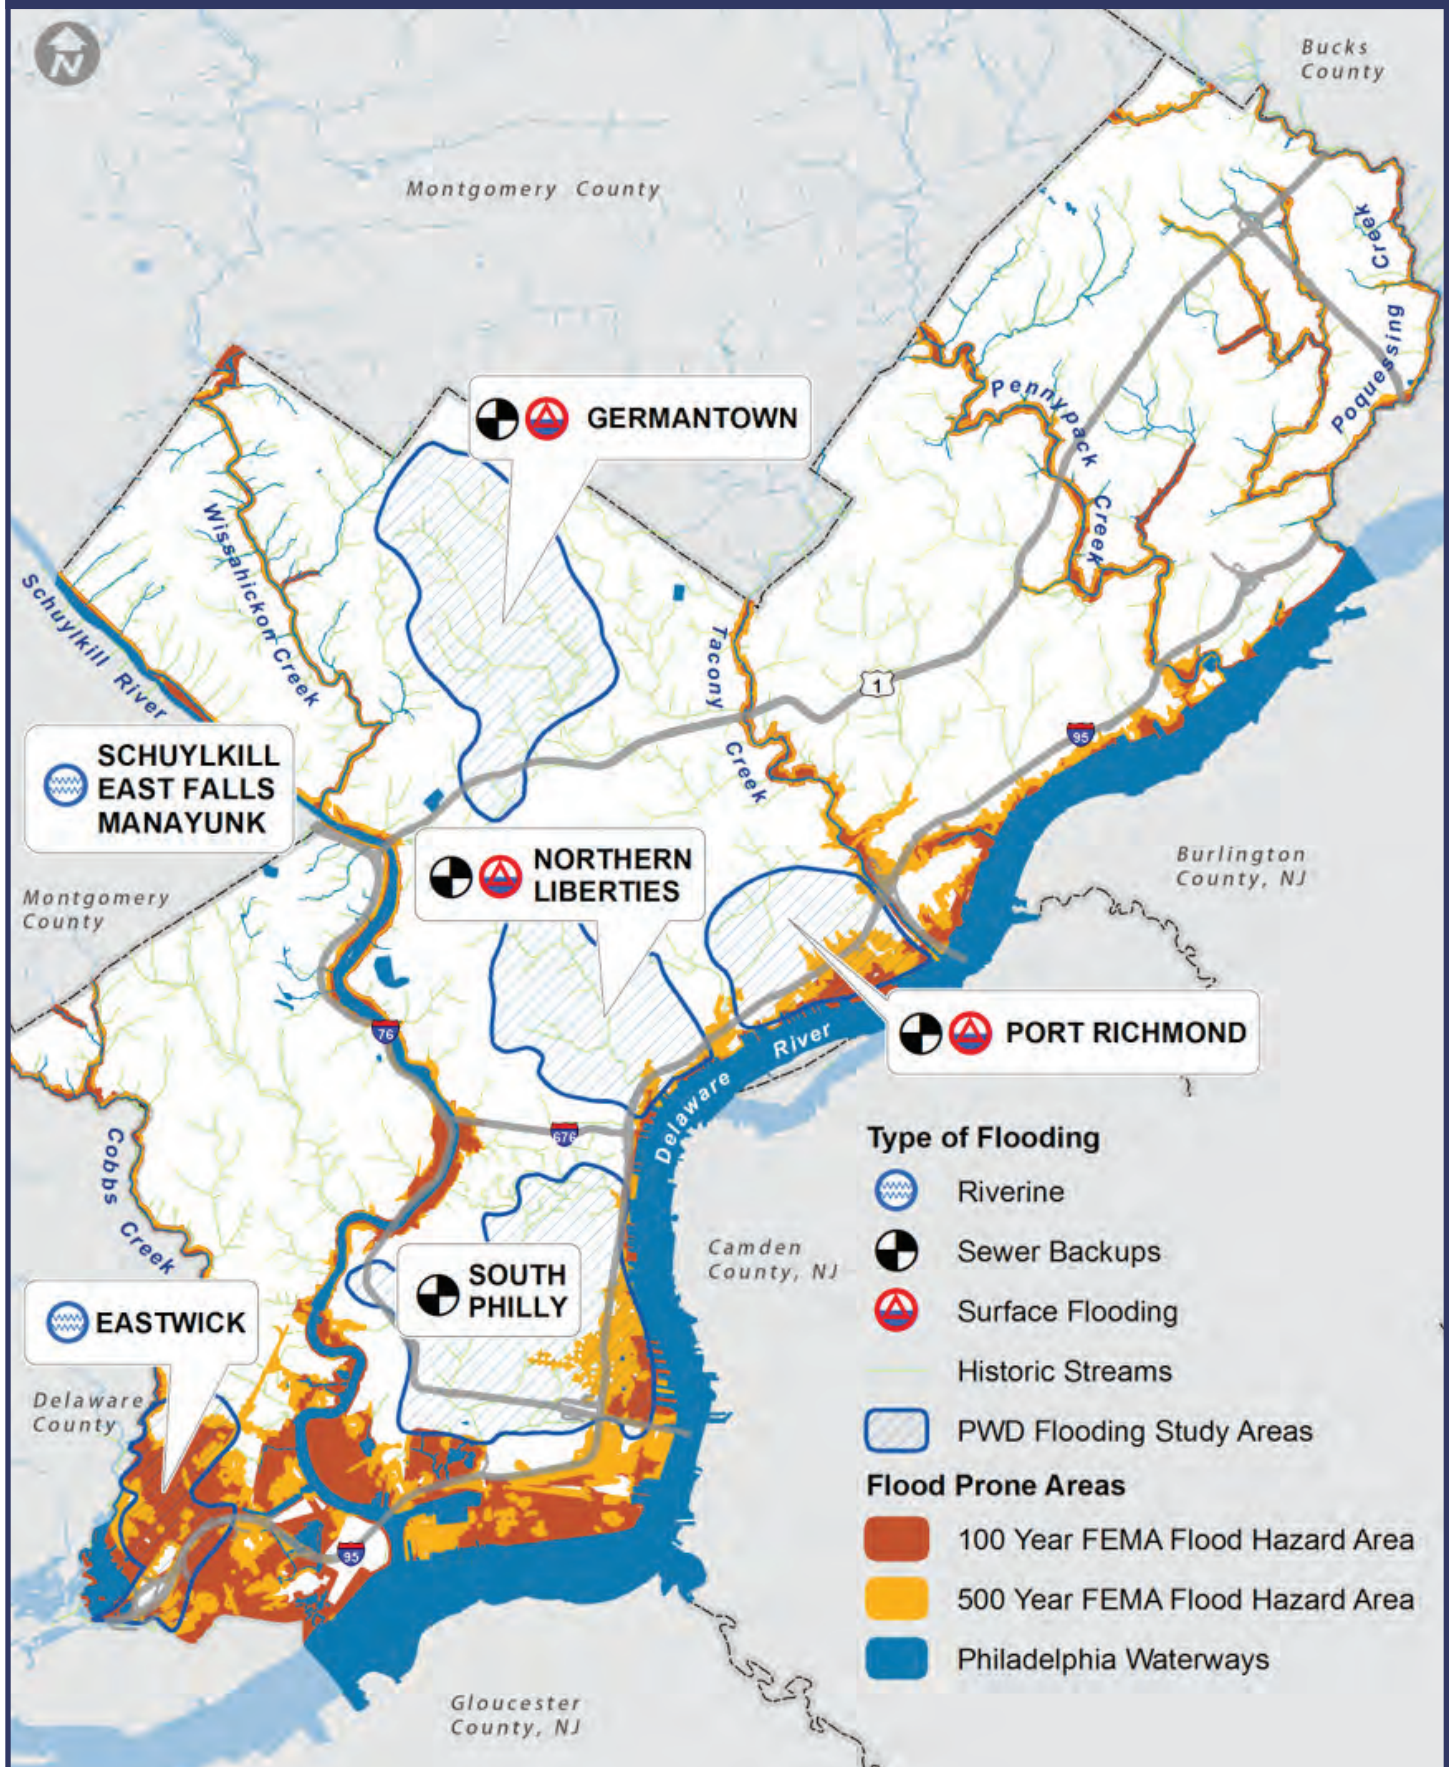 N
Bucks
County
Montgomery County
Creek
Poquessing
Pennypack
Creek
GERMANTOWN
Wissahickon Creek
Schuylkill River
Tacony
Creek
1
95
SCHUYLKILL
EAST FALLS
MANAYUNK
NORTHERN
LIBERTIES
Burlington
County, NJ
Montgomery
County
76
PORT RICHMOND
Delaware River
676
Cobbs
Creek
Camden
County, NJ
SOUTH
PHILLY
EASTWICK
Delaware
County
95
Gloucester
County, NJ
Type of Flooding
Riverine
Sewer Backups
Surface Flooding
Historic Streams
PWD Flooding Study Areas
Flood Prone Areas
100 Year FEMA Flood Hazard Area
500 Year FEMA Flood Hazard Area
Philadelphia Waterways